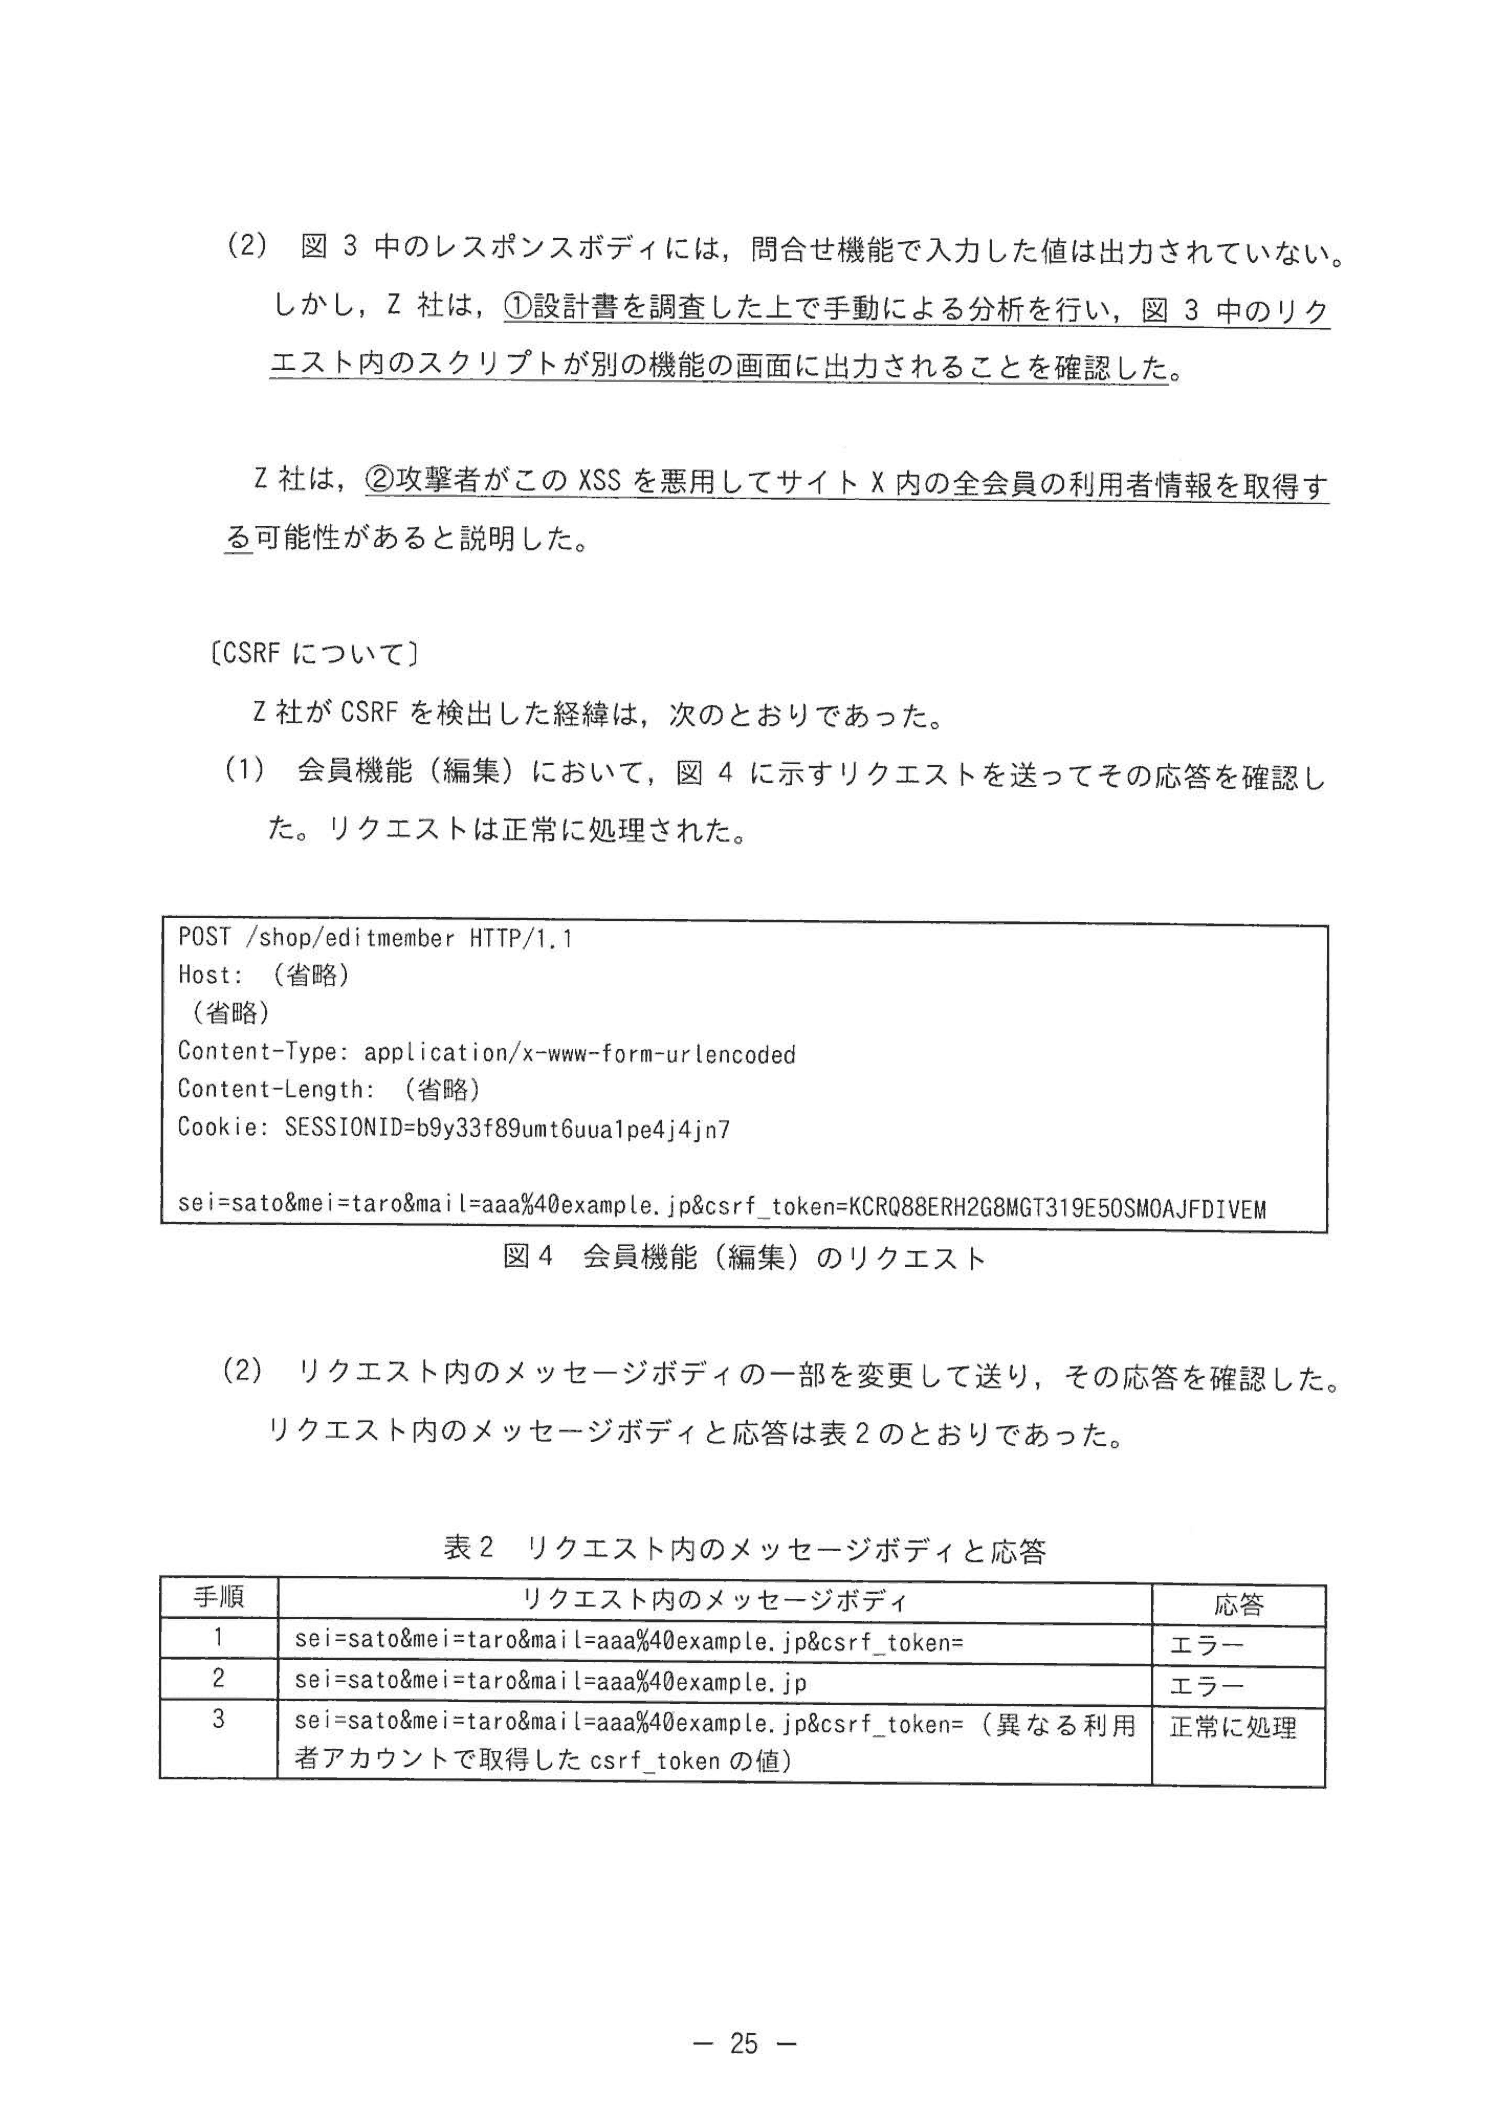 (2) 図 3 中のレスポンスボディには，問合せ機能で入力した値は出力されていない。
しかし，Z 社は，①設計書を調査した上で手動による分析を行い，図 3 中のリク
エスト内のスクリプトが別の機能の画面に出力されることを確認した。
Z 社は，②攻撃者がこの XSS を悪用してサイト X 内の全会員の利用者情報を取得す
る可能性があると説明した。
〔CSRF について〕
Z 社が CSRF を検出した経緯は，次のとおりであった。
(1) 会員機能（編集）において，図 4 に示すリクエストを送ってその応答を確認し
た。リクエストは正常に処理された。
POST /shop/editmember HTTP/1.1
Host: （省略）
（省略）
Content-Type: application/x-www-form-urlencoded
Content-Length: （省略）
Cookie: SESSIONID=b9y33f89umt6uua1pe4j4jn7
sei=sato&mei=taro&mail=aaa%40example.jp&csrf_token=KCRQ88ERH2G8MGT319E50SMOAJFDIVEM
図 4 会員機能（編集）のリクエスト
(2) リクエスト内のメッセージボディの一部を変更して送り，その応答を確認した。
リクエスト内のメッセージボディと応答は表 2 のとおりであった。
表 2 リクエスト内のメッセージボディと応答
手順 リクエスト内のメッセージボディ 応答
1 sei=sato&mei=taro&mail=aaa%40example.jp&csrf_token= エラー
2 sei=sato&mei=taro&mail=aaa%40example.jp エラー
3 sei=sato&mei=taro&mail=aaa%40example.jp&csrf_token=（異なる利用 正常に処理
者アカウントで取得した csrf_token の値）
− 25 −